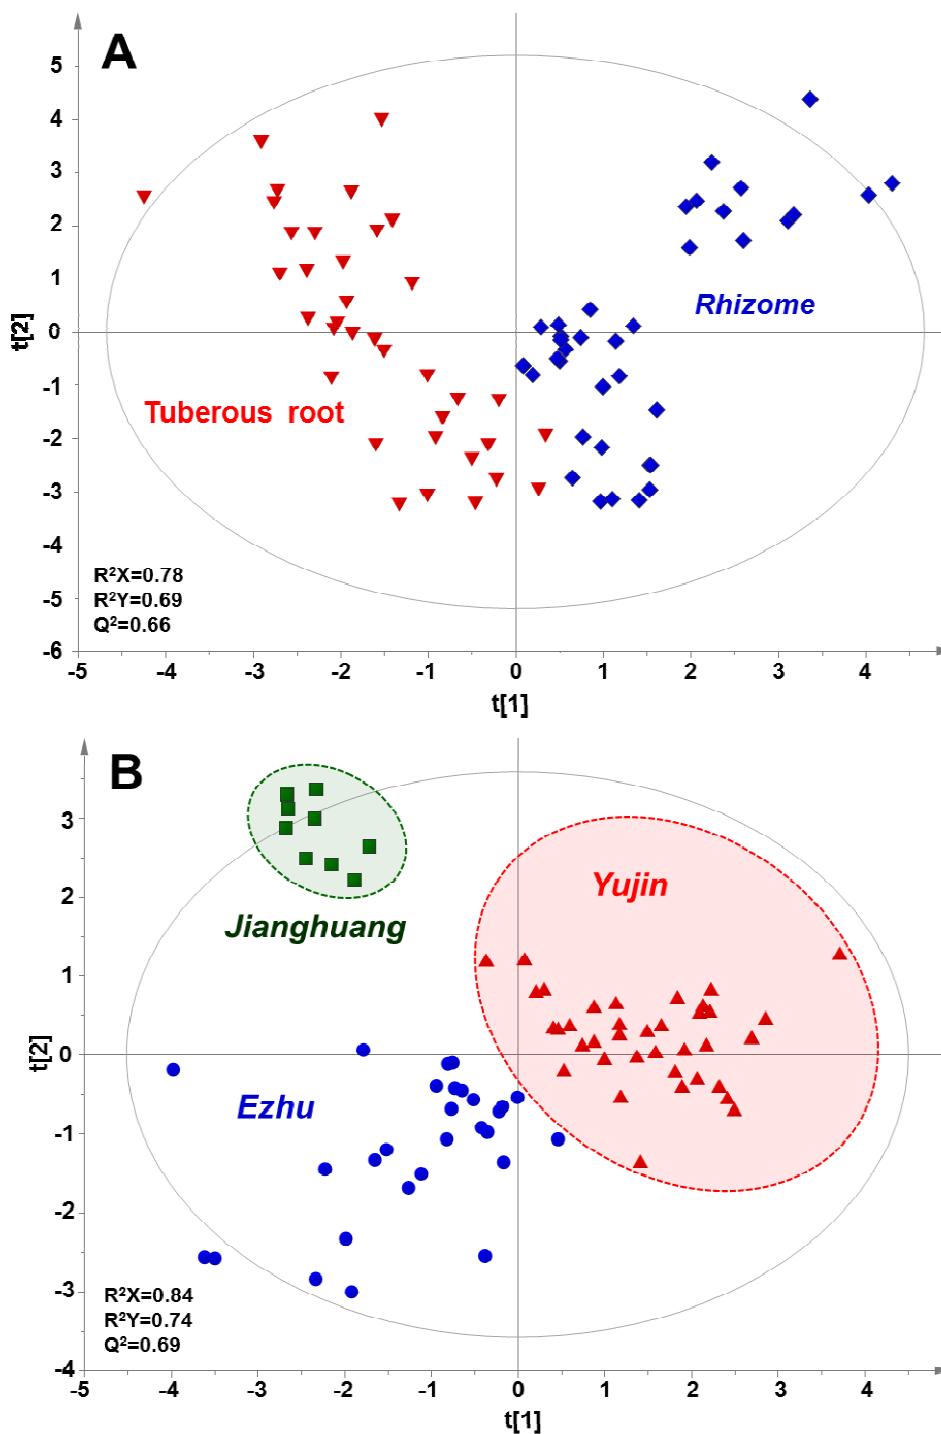 A
5
4
3
2
1
0
-1
-2
-3
-4
-5
-6
t[2]
Rhizome
Tuberous root
R²X=0.78
R²Y=0.69
Q²=0.66
-5 -4 -3 -2 -1 0 1 2 3 4
t[1]
B
3
2
1
0
-1
-2
-3
-4
t[2]
Yujin
Jianghuang
Ezhu
R²X=0.84
R²Y=0.74
Q²=0.69
-5 -4 -3 -2 -1 0 1 2 3 4
t[1]